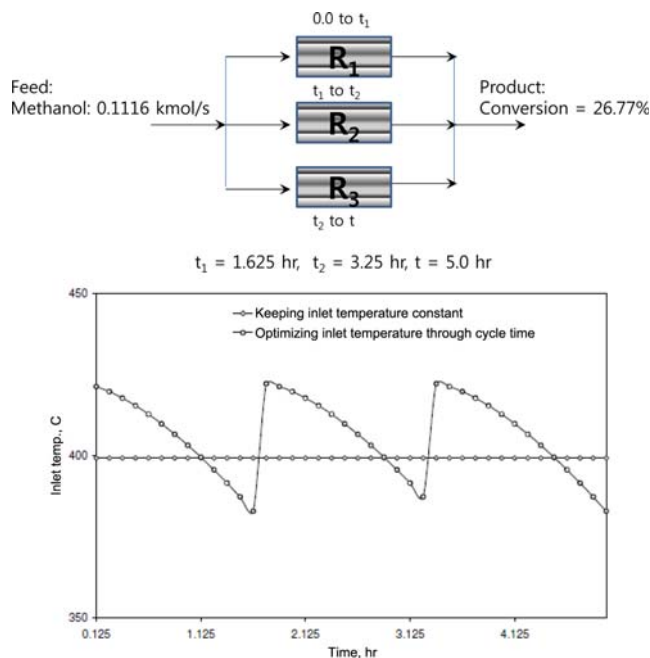 0.0 to t₁
R₁
Feed:
Methanol: 0.1116 kmol/s
t₁ to t₂
R₂
Product:
Conversion = 26.77%
R₃
t₂ to t
t₁ = 1.625 hr, t₂ = 3.25 hr, t = 5.0 hr
450
Keeping inlet temperature constant
Optimizing inlet temperature through cycle time
Inlet temp., C
400
350
0.125 1.125 2.125 3.125 4.125
Time, hr